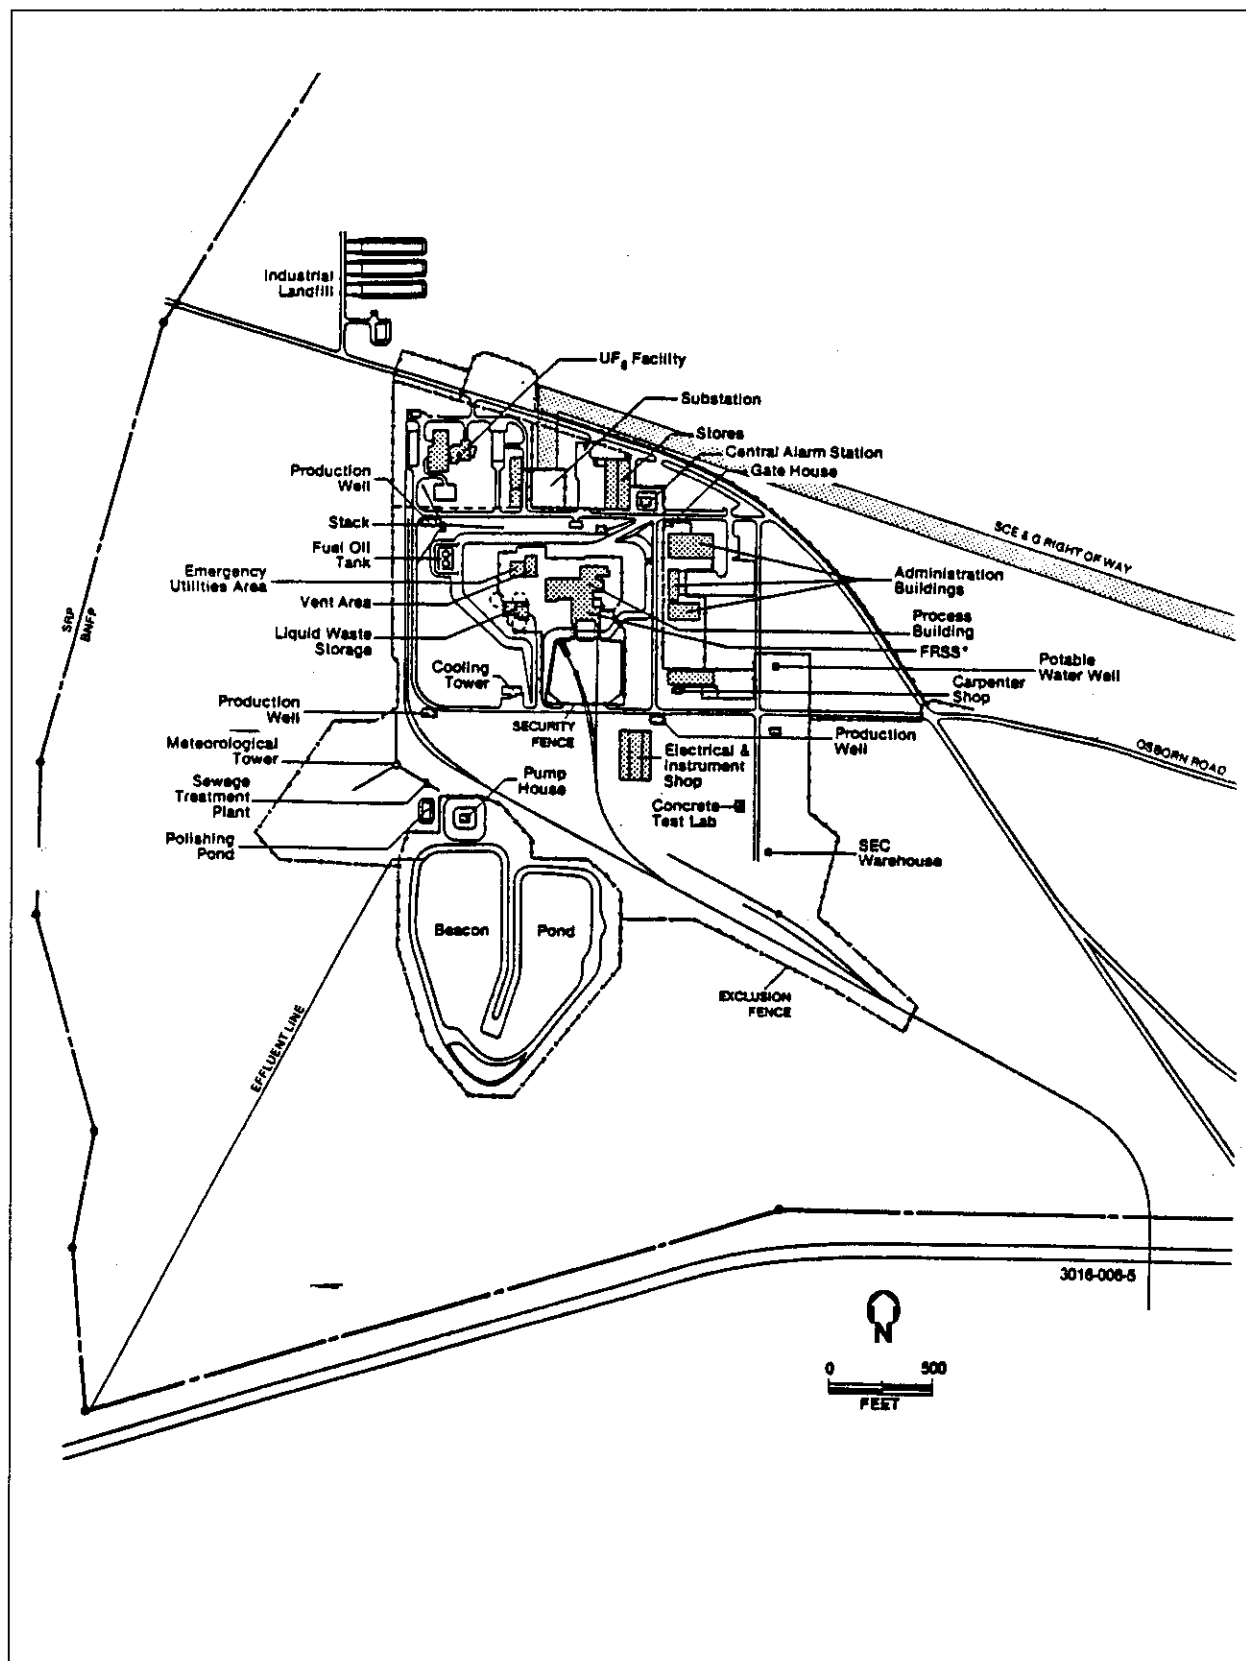 Industrial
Landfill
UF6 Facility
Substation
Stores
Central Alarm Station
Gate House
Production
Well
Stack
Fuel Oil
Tank
Emergency
Utilities Area
Vent Area
Liquid Waste
Storage
SCE & G RIGHT OF WAY
Administration
Buildings
Process
Building
FRSS*
Potable
Water Well
Carpenter
Shop
SRP
BNFP
Cooling
Tower
Production
Well
SECURITY
FENCE
Meteorological
Tower
Electrical &
Instrument
Shop
Production
Well
OSBORN ROAD
Sewage
Treatment
Plant
Pump
House
Polishing
Pond
Concrete
Test Lab
SEC
Warehouse
Beacon
Pond
EXCLUSION
FENCE
EFFLUENT LINE
3016-006-5
N
0 500
FEET